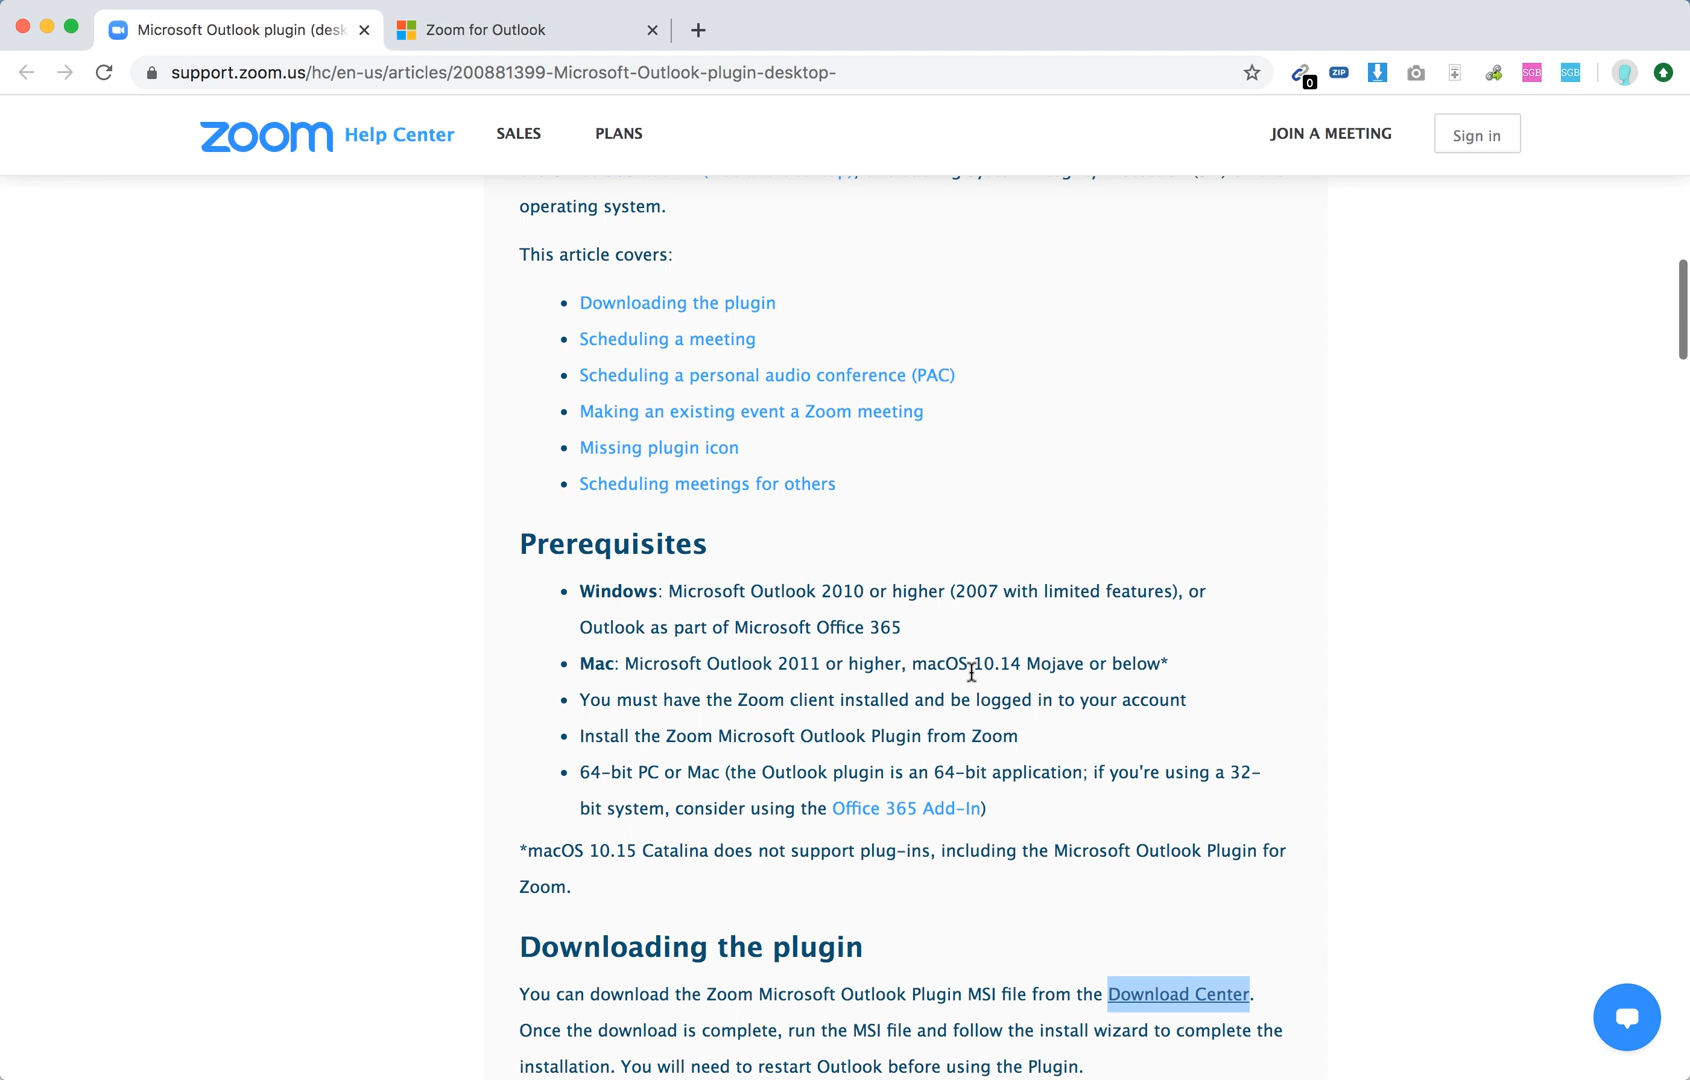 Microsoft Outlook plugin (desk
Zoom for Outlook
support.zoom.us/hc/en-us/articles/200881399-Microsoft-Outlook-plugin-desktop-
0
ZIP
SGB
SGB
zoom Help Center
SALES
PLANS
JOIN A MEETING
Sign in
operating system.
This article covers:
• Downloading the plugin
• Scheduling a meeting
• Scheduling a personal audio conference (PAC)
• Making an existing event a Zoom meeting
• Missing plugin icon
• Scheduling meetings for others
Prerequisites
• Windows: Microsoft Outlook 2010 or higher (2007 with limited features), or
Outlook as part of Microsoft Office 365
• Mac: Microsoft Outlook 2011 or higher, macOS 10.14 Mojave or below*
• You must have the Zoom client installed and be logged in to your account
• Install the Zoom Microsoft Outlook Plugin from Zoom
• 64-bit PC or Mac (the Outlook plugin is an 64-bit application; if you're using a 32-
bit system, consider using the Office 365 Add-In)
*macOS 10.15 Catalina does not support plug-ins, including the Microsoft Outlook Plugin for
Zoom.
Downloading the plugin
You can download the Zoom Microsoft Outlook Plugin MSI file from the Download Center.
Once the download is complete, run the MSI file and follow the install wizard to complete the
installation. You will need to restart Outlook before using the Plugin.